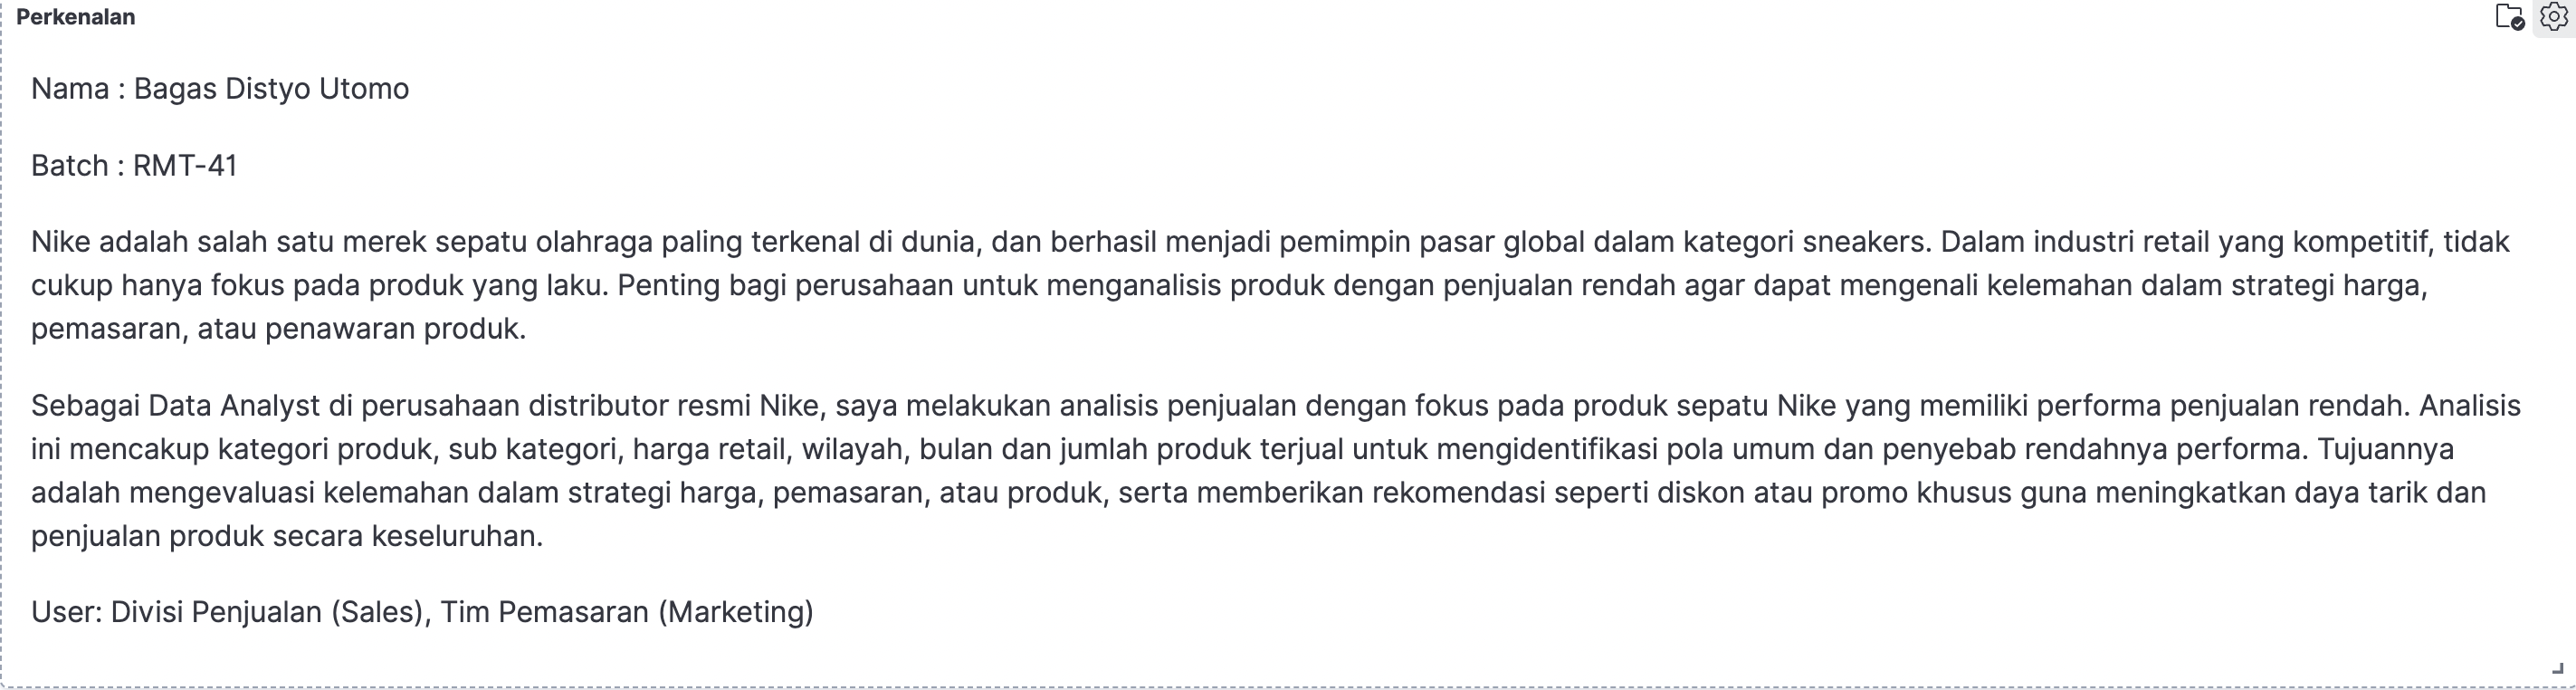 Perkenalan
Nama : Bagas Distyo Utomo
Batch : RMT-41
Nike adalah salah satu merek sepatu olahraga paling terkenal di dunia, dan berhasil menjadi pemimpin pasar global dalam kategori sneakers. Dalam industri retail yang kompetitif, tidak
cukup hanya fokus pada produk yang laku. Penting bagi perusahaan untuk menganalisis produk dengan penjualan rendah agar dapat mengenali kelemahan dalam strategi harga,
pemasaran, atau penawaran produk.
Sebagai Data Analyst di perusahaan distributor resmi Nike, saya melakukan analisis penjualan dengan fokus pada produk sepatu Nike yang memiliki performa penjualan rendah. Analisis
ini mencakup kategori produk, sub kategori, harga retail, wilayah, bulan dan jumlah produk terjual untuk mengidentifikasi pola umum dan penyebab rendahnya performa. Tujuannya
adalah mengevaluasi kelemahan dalam strategi harga, pemasaran, atau produk, serta memberikan rekomendasi seperti diskon atau promo khusus guna meningkatkan daya tarik dan
penjualan produk secara keseluruhan.
User: Divisi Penjualan (Sales), Tim Pemasaran (Marketing)